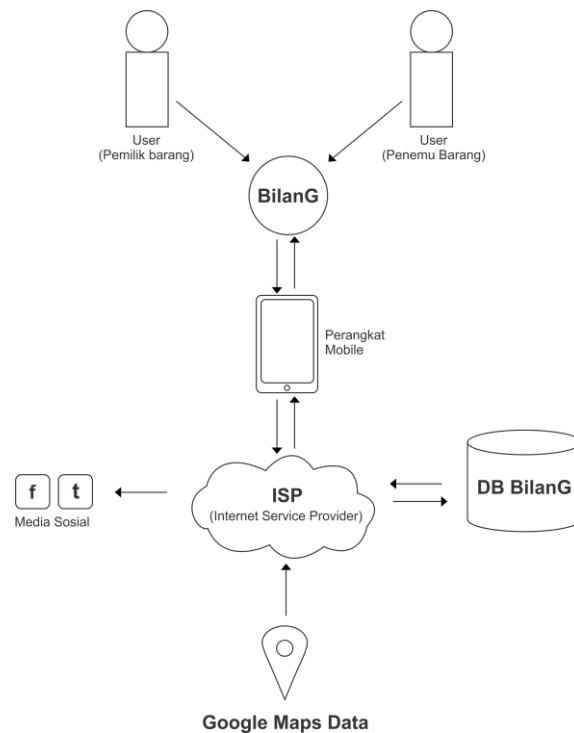 User
(Pemilik barang)
User
(Penemu Barang)
BilanG
Perangkat
Mobile
f t
Media Sosial
ISP
(Internet Service Provider)
DB BilanG
Google Maps Data